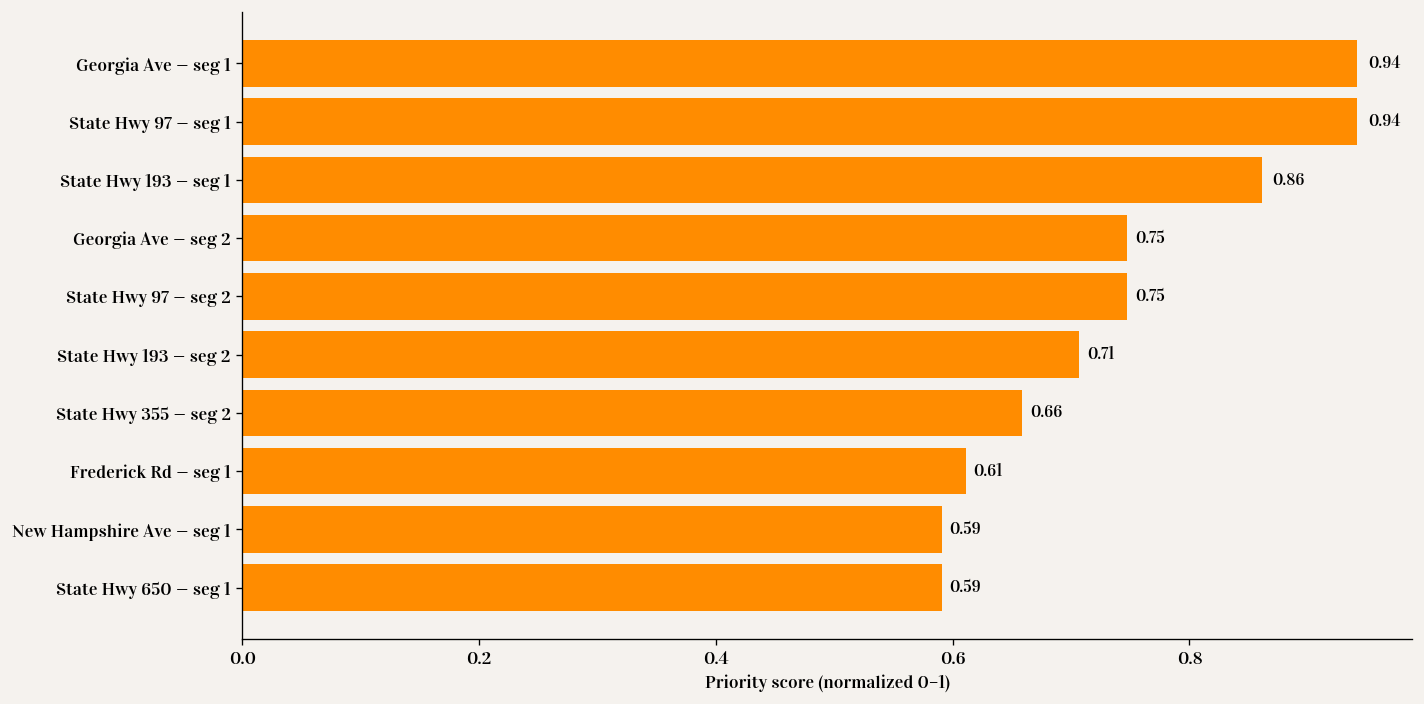 Georgia Ave – seg 1 0.94
State Hwy 97 – seg 1 0.94
State Hwy 193 – seg 1 0.86
Georgia Ave – seg 2 0.75
State Hwy 97 – seg 2 0.75
State Hwy 193 – seg 2 0.71
State Hwy 355 – seg 2 0.66
Frederick Rd – seg 1 0.61
New Hampshire Ave – seg 1 0.59
State Hwy 650 – seg 1 0.59
0.0 0.2 0.4 0.6 0.8
Priority score (normalized 0–1)